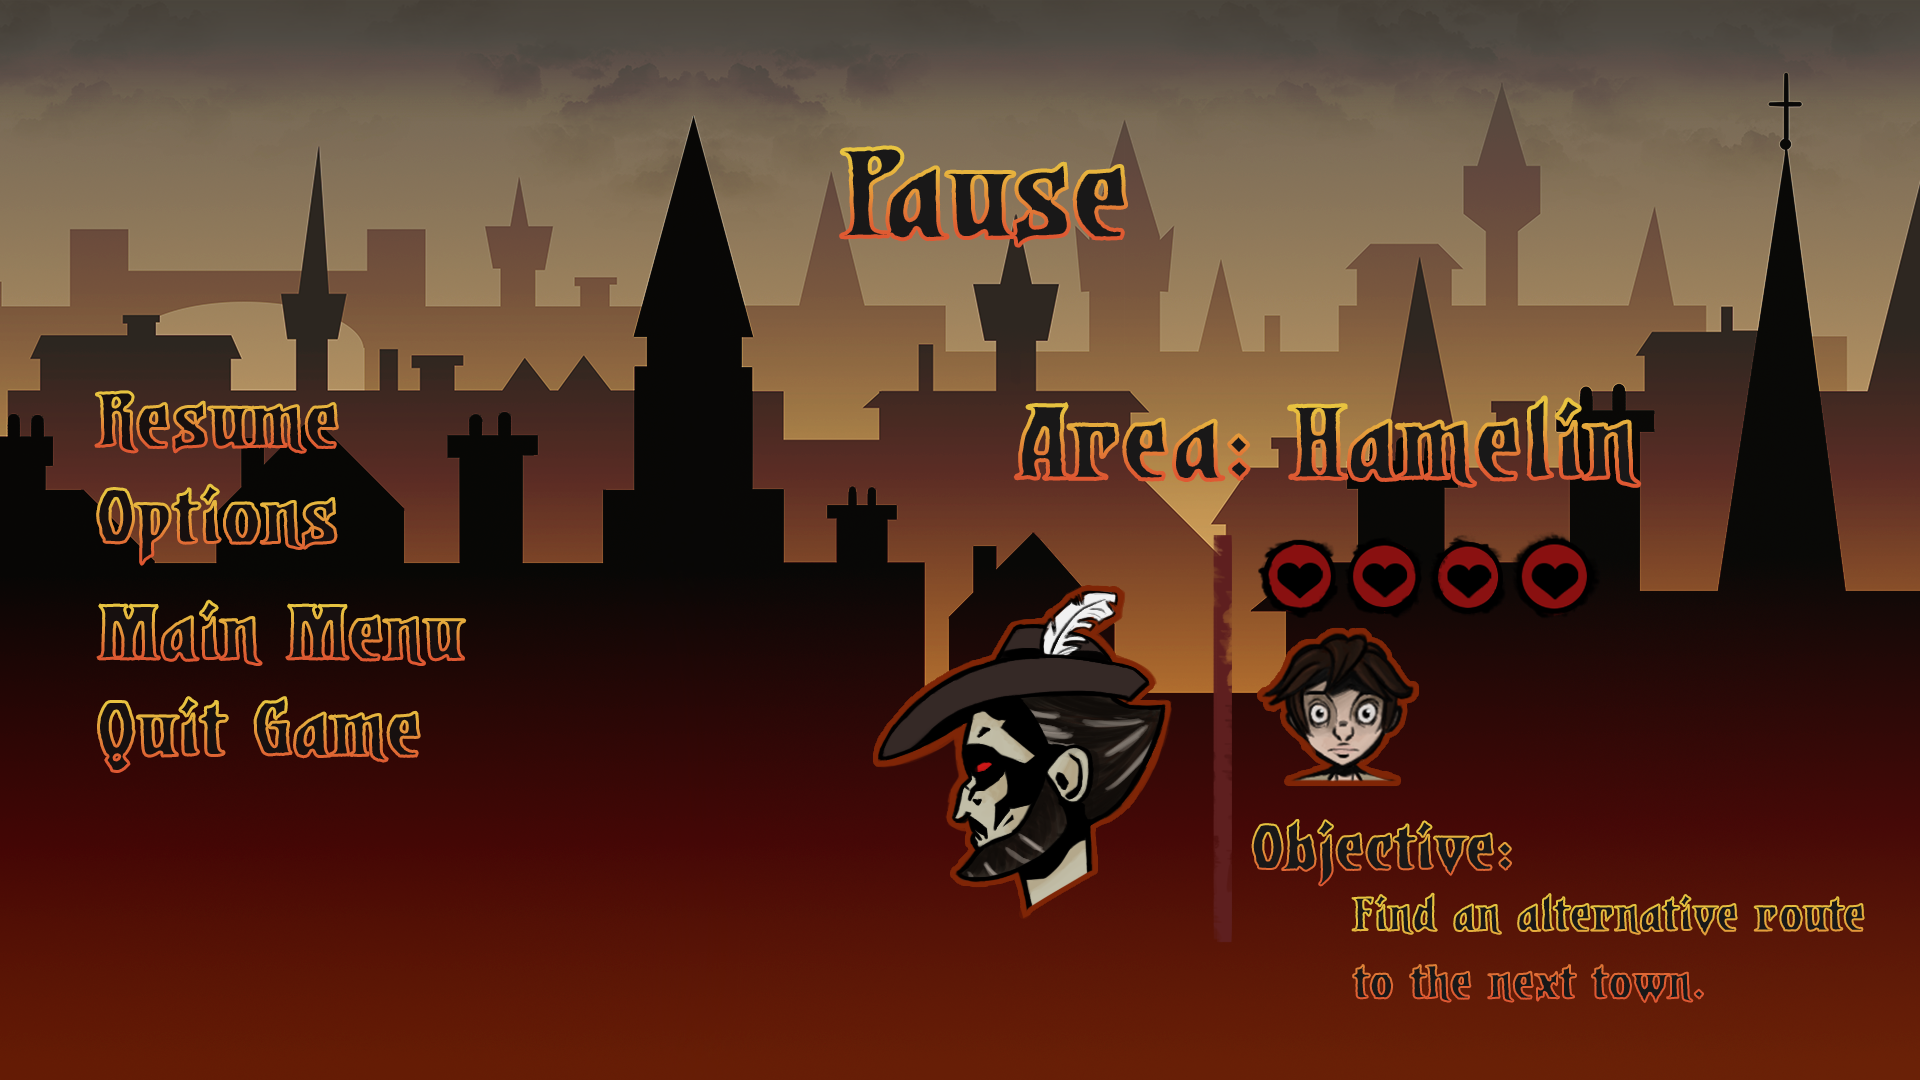 Pause
Resume
Options
Main Menu
Quit Game
Area: Hamelin
Objective:
Find an alternative route
to the next town.